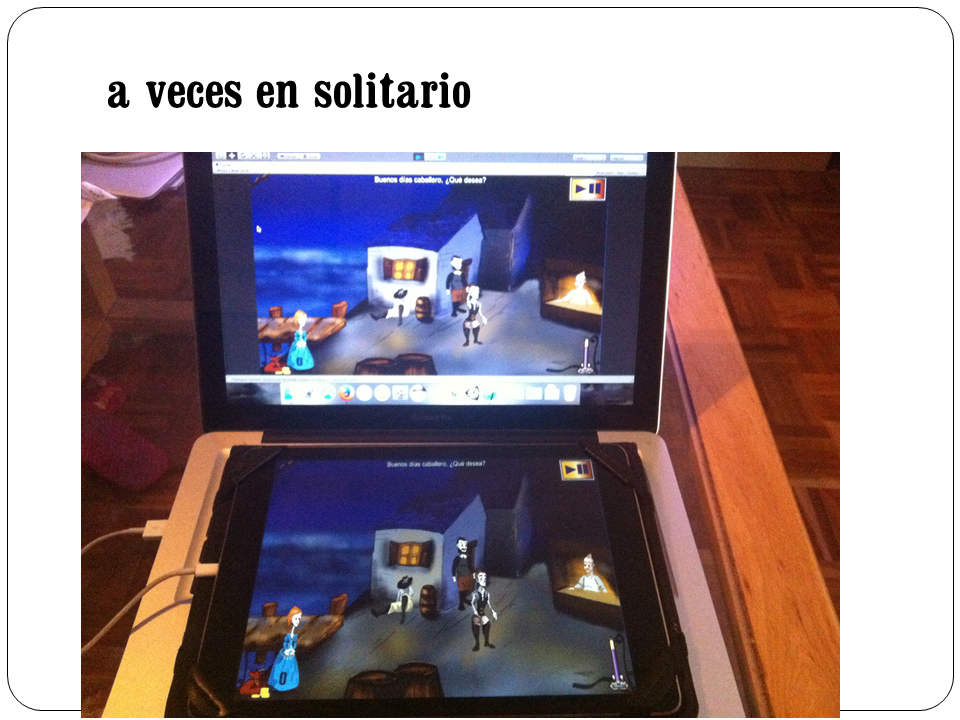 a veces en solitario
Buenos días caballero, ¿Qué desea?
Buenos días caballero, ¿Qué desea?